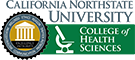 CALIFORNIA NORTHSTATE
UNIVERSITY
COLLEGE OF
HEALTH
SCIENCES